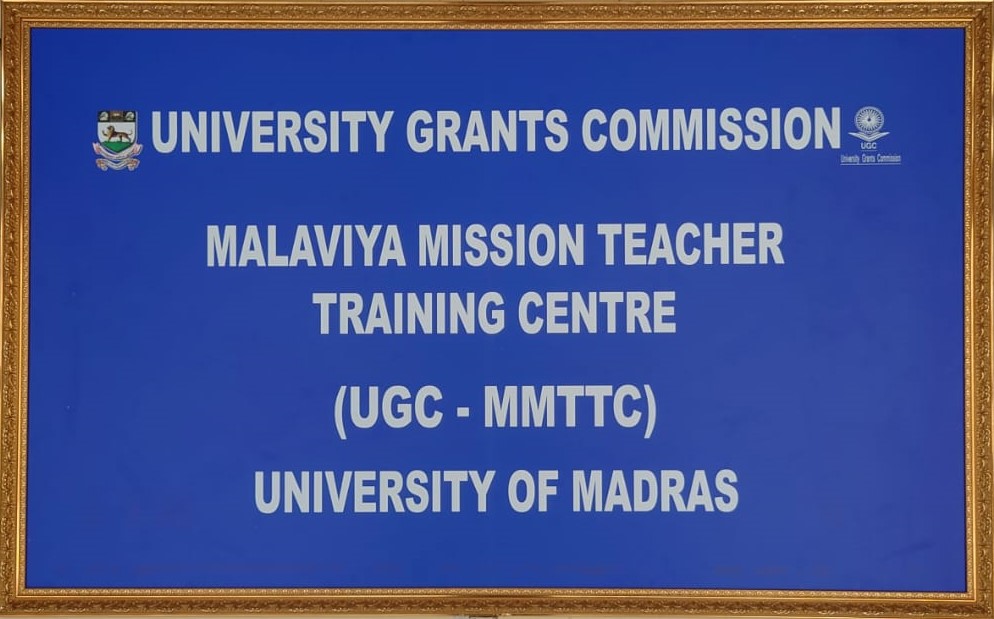 UNIVERSITY GRANTS COMMISSION
UGC
University Grants Commission
MALAVIYA MISSION TEACHER
TRAINING CENTRE
(UGC - MMTTC)
UNIVERSITY OF MADRAS